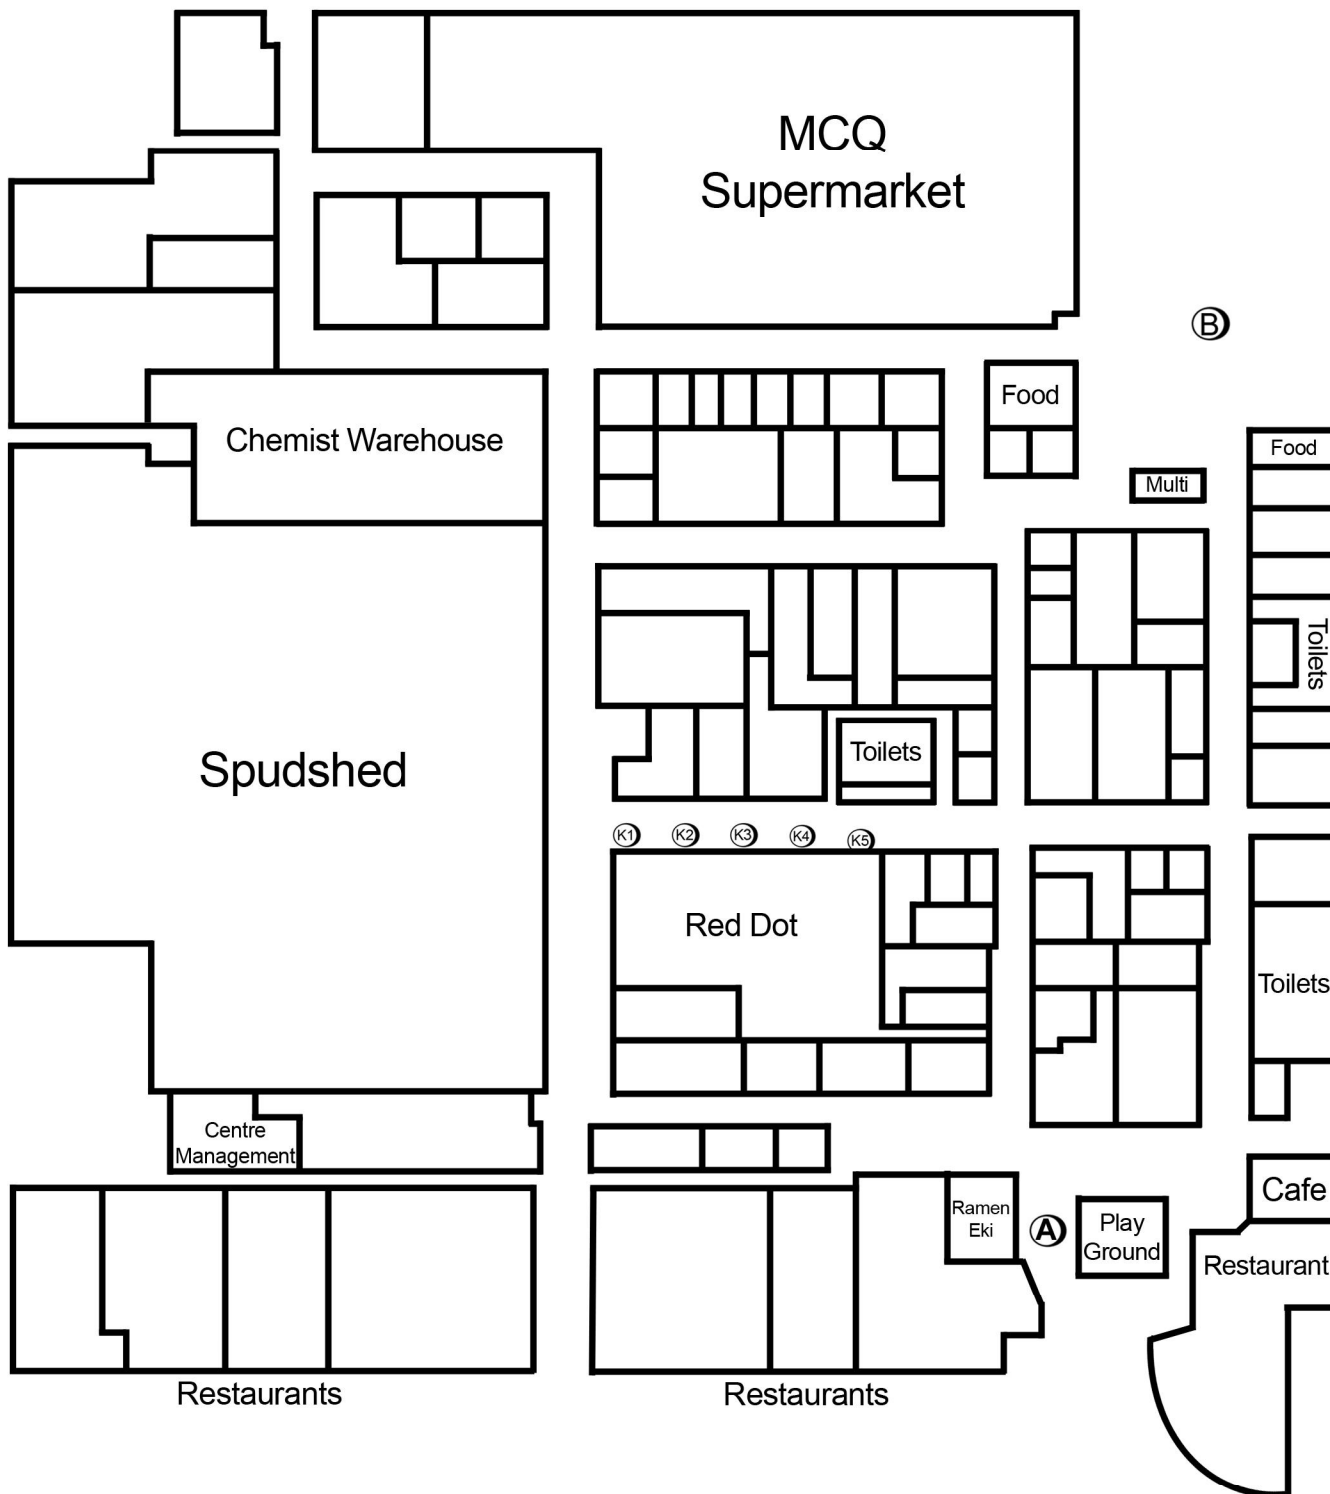 MCQ
Supermarket
B
Food
Chemist Warehouse
Food
Multi
Toilets
Spudshed
Toilets
K1 K2 K3 K4 K5
Red Dot
Toilets
Centre
Management
Cafe
Ramen
Eki
A
Play
Ground
Restaurant
Restaurants
Restaurants